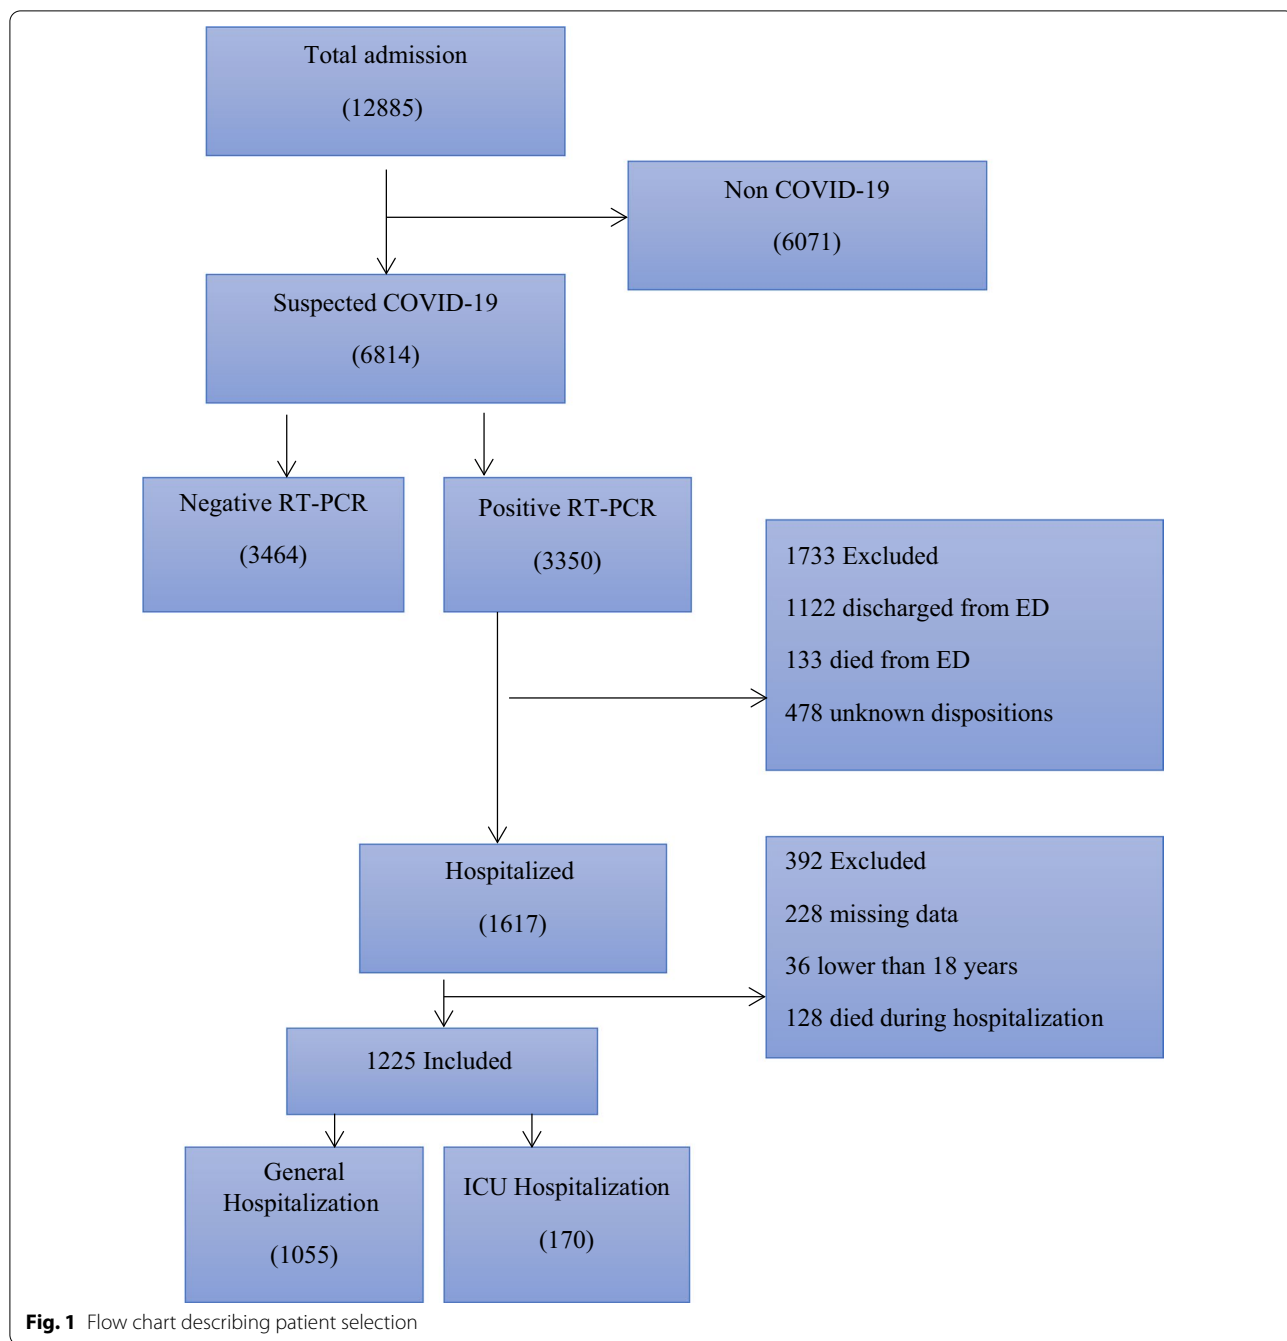 Total admission
(12885)
Non COVID-19
(6071)
Suspected COVID-19
(6814)
Negative RT-PCR
(3464)
Positive RT-PCR
(3350)
1733 Excluded
1122 discharged from ED
133 died from ED
478 unknown dispositions
Hospitalized
(1617)
392 Excluded
228 missing data
36 lower than 18 years
128 died during hospitalization
1225 Included
General
Hospitalization
(1055)
ICU Hospitalization
(170)
Fig. 1 Flow chart describing patient selection